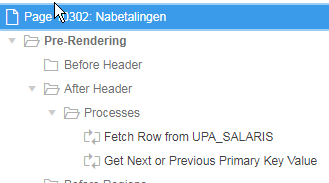 Page 0302: Nabetalingen
Pre-Rendering
Before Header
After Header
Processes
Fetch Row from UPA_SALARIS
Get Next or Previous Primary Key Value
Before Regions